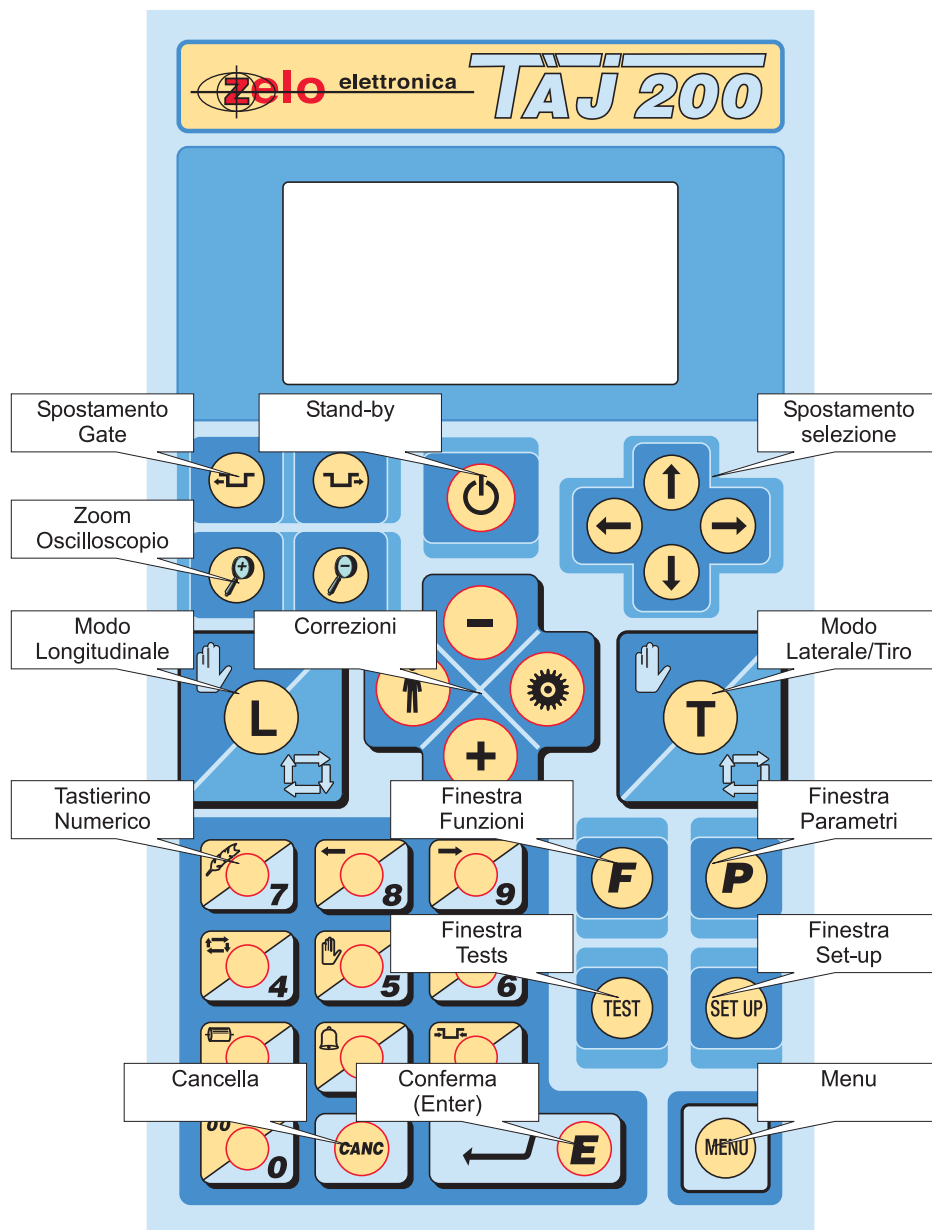 zelo elettronica TAJ 200
Spostamento
Gate
Stand-by
Spostamento
selezione
Zoom
Oscilloscopio
+
-
Modo
Longitudinale
Correzioni
Modo
Laterale/Tiro
-
L
T
+
Tastierino
Numerico
Finestra
Funzioni
Finestra
Parametri
7
8
9
F
P
Finestra
Tests
Finestra
Set-up
4
5
6
TEST
SET UP
Cancella
Conferma
(Enter)
Menu
00
0
CANC
E
MENU